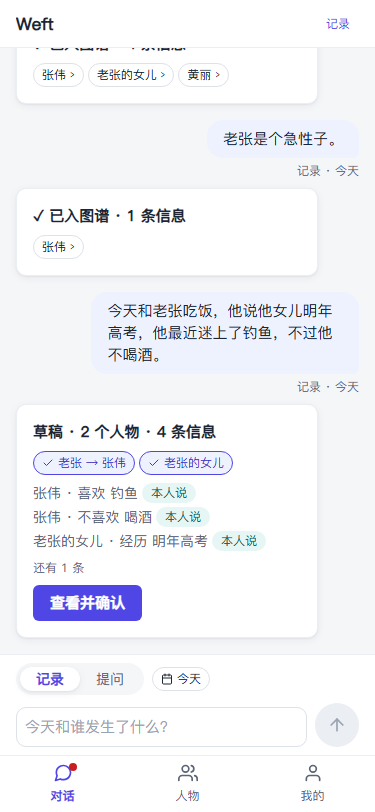 Weft
记录
张伟 ›
老张的女儿 ›
黄丽 ›
老张是个急性子。
记录 · 今天
✓ 已入图谱 · 1 条信息
张伟 ›
今天和老张吃饭，他说他女儿明年
高考，他最近迷上了钓鱼，不过他
不喝酒。
记录 · 今天
草稿 · 2 个人物 · 4 条信息
✓ 老张 → 张伟
✓ 老张的女儿
张伟 · 喜欢 钓鱼 本人说
张伟 · 不喜欢 喝酒 本人说
老张的女儿 · 经历 明年高考 本人说
还有 1 条
查看并确认
记录
提问
今天
今天和谁发生了什么?
对话
人物
我的